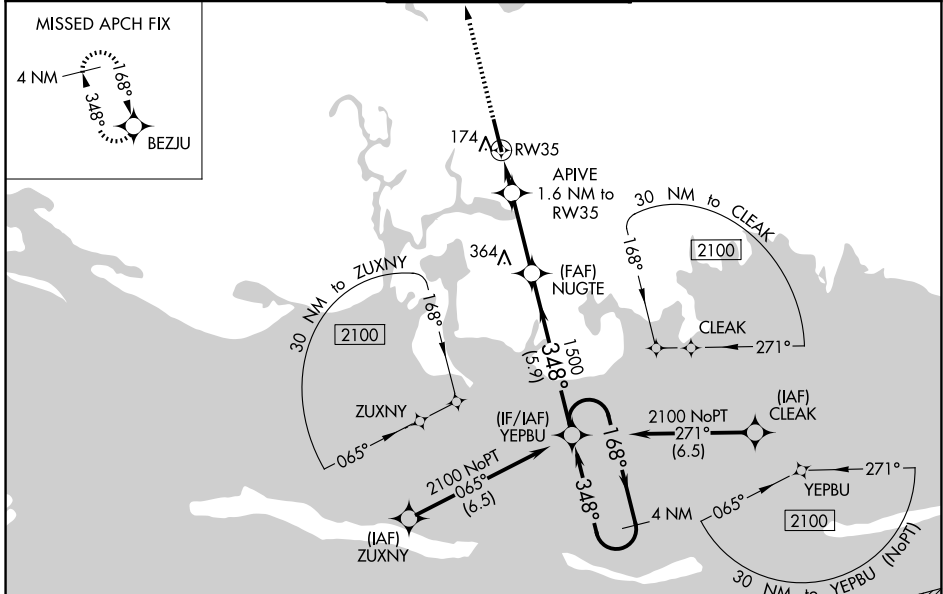 MISSED APCH FIX
4 NM
168°
348°
BEZJU
174
RW35
APIVE
1.6 NM to
RW35
364
(FAF)
NUGTE
30 NM to CLEAK
168°
2100
CLEAK
271°
30 NM to ZUXNY
168°
2100
ZUXNY
065°
1500
348°
(5.9)
(IF/IAF)
YEPBU
2100 NoPT
271°
(6.5)
(IAF)
CLEAK
168°
348°
4 NM
2100 NoPT
065°
(6.5)
(IAF)
ZUXNY
271°
065°
YEPBU
2100
30 NM to YEPBU (NoPT)